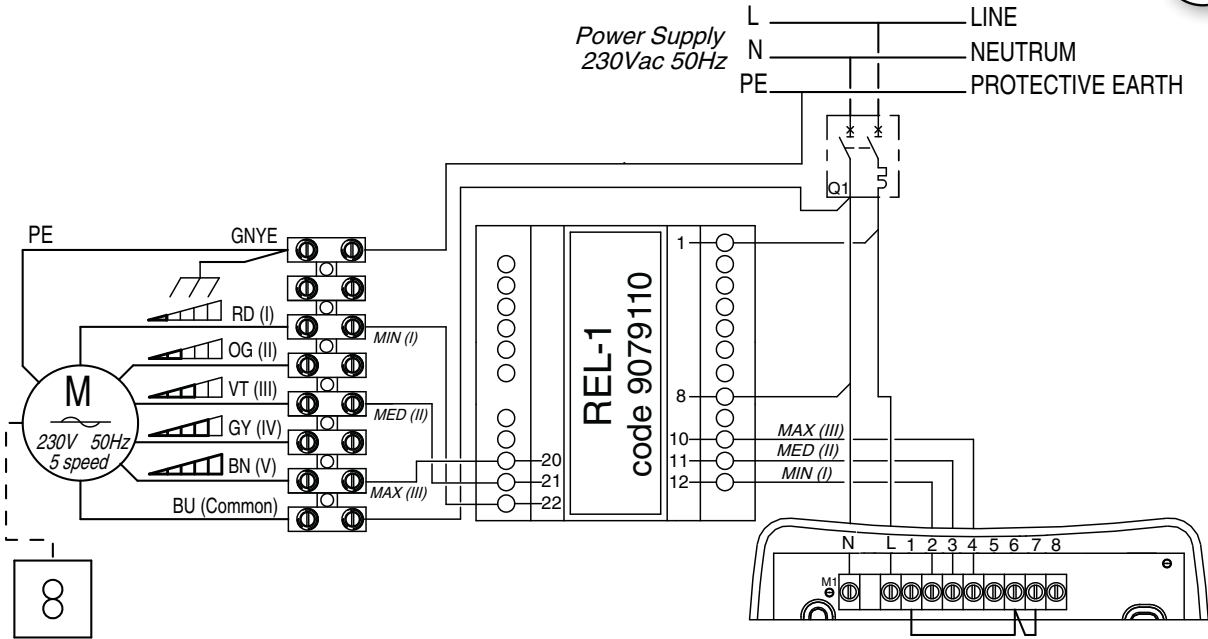 L LINE
Power Supply N NEUTRUM
230Vac 50Hz
PE PROTECTIVE EARTH
Q1
PE GNYE
1
RD (I)
MIN (I)
OG (II)
VT (III)
MED (II)
GY (IV)
BN (V)
MAX (III)
BU (Common)
M
230V 50Hz
5 speed
REL-1
code 9079110
8
10 MAX (III)
11 MED (II)
12 MIN (I)
20
21
22
N L 1 2 3 4 5 6 7 8
M1
8